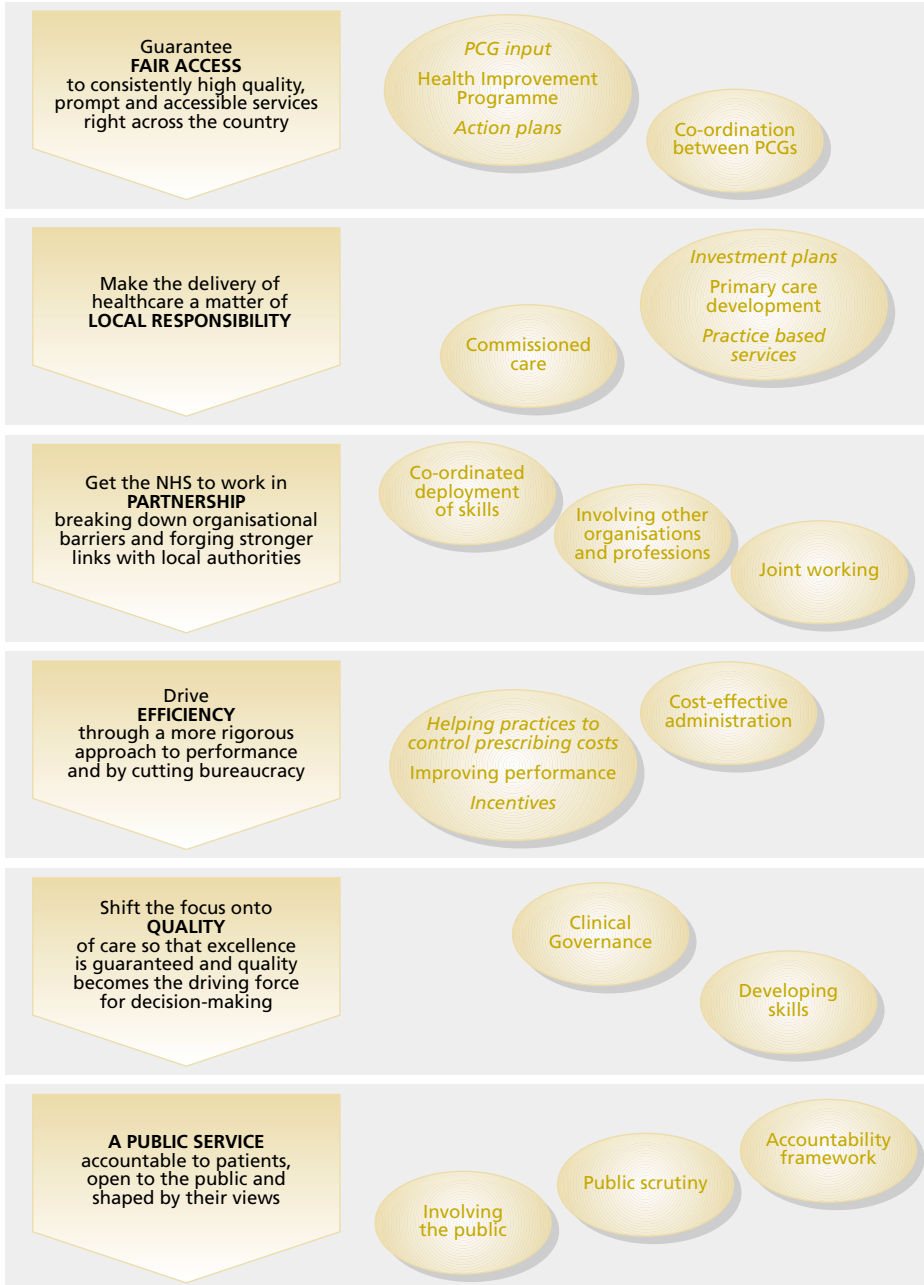 Guarantee
FAIR ACCESS
to consistently high quality,
prompt and accessible services
right across the country
PCG input
Health Improvement
Programme
Action plans
Co-ordination
between PCGs
Make the delivery of
healthcare a matter of
LOCAL RESPONSIBILITY
Commissioned
care
Investment plans
Primary care
development
Practice based
services
Get the NHS to work in
PARTNERSHIP
breaking down organisational
barriers and forging stronger
links with local authorities
Co-ordinated
deployment
of skills
Involving other
organisations
and professions
Joint working
Drive
EFFICIENCY
through a more rigorous
approach to performance
and by cutting bureaucracy
Helping practices to
control prescribing costs
Improving performance
Incentives
Cost-effective
administration
Shift the focus onto
QUALITY
of care so that excellence
is guaranteed and quality
becomes the driving force
for decision-making
Clinical
Governance
Developing
skills
A PUBLIC SERVICE
accountable to patients,
open to the public and
shaped by their views
Involving
the public
Public scrutiny
Accountability
framework